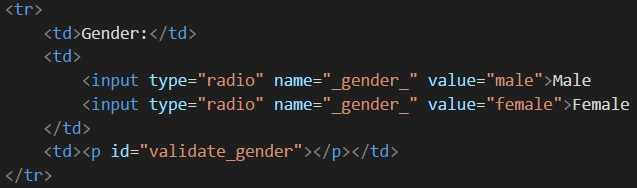 <tr>
<td>Gender:</td>
<td>
<input type="radio" name="_gender_" value="male">Male
<input type="radio" name="_gender_" value="female">Female
</td>
<td><p id="validate_gender"></p></td>
</tr>